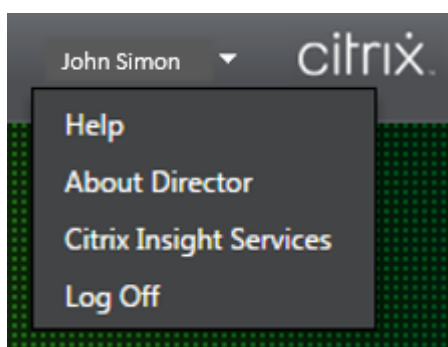 John Simon
citrix.
Help
About Director
Citrix Insight Services
Log Off